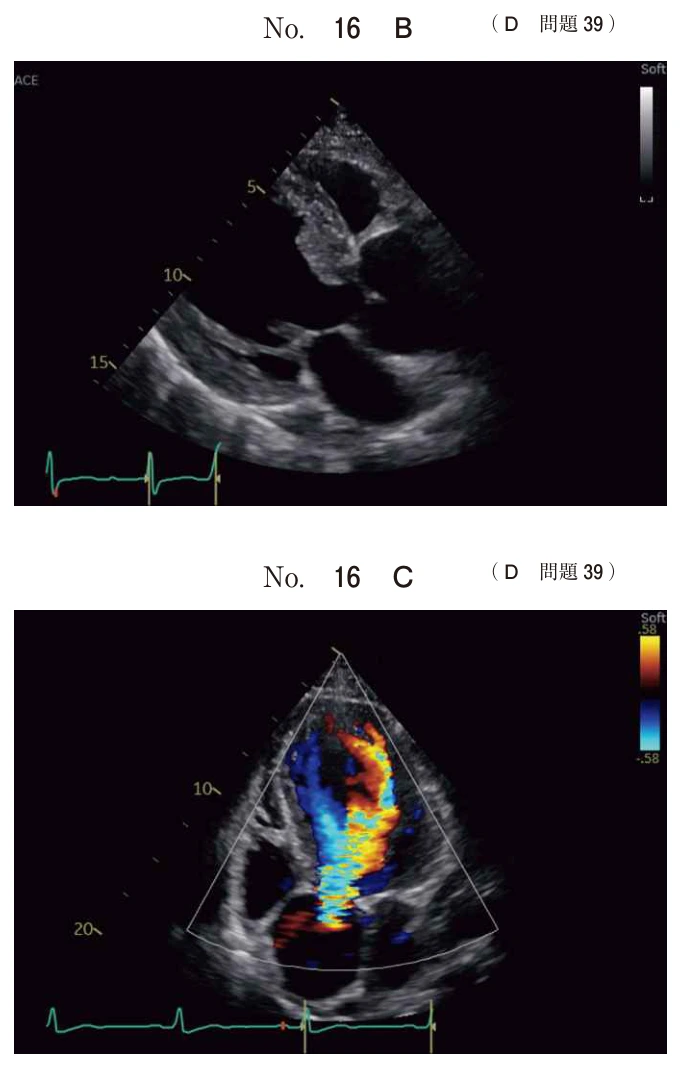 No. 16 B (D 問題 39)
ACE
Soft
5
10
15
No. 16 C (D 問題 39)
Soft
.58
-.58
10
20